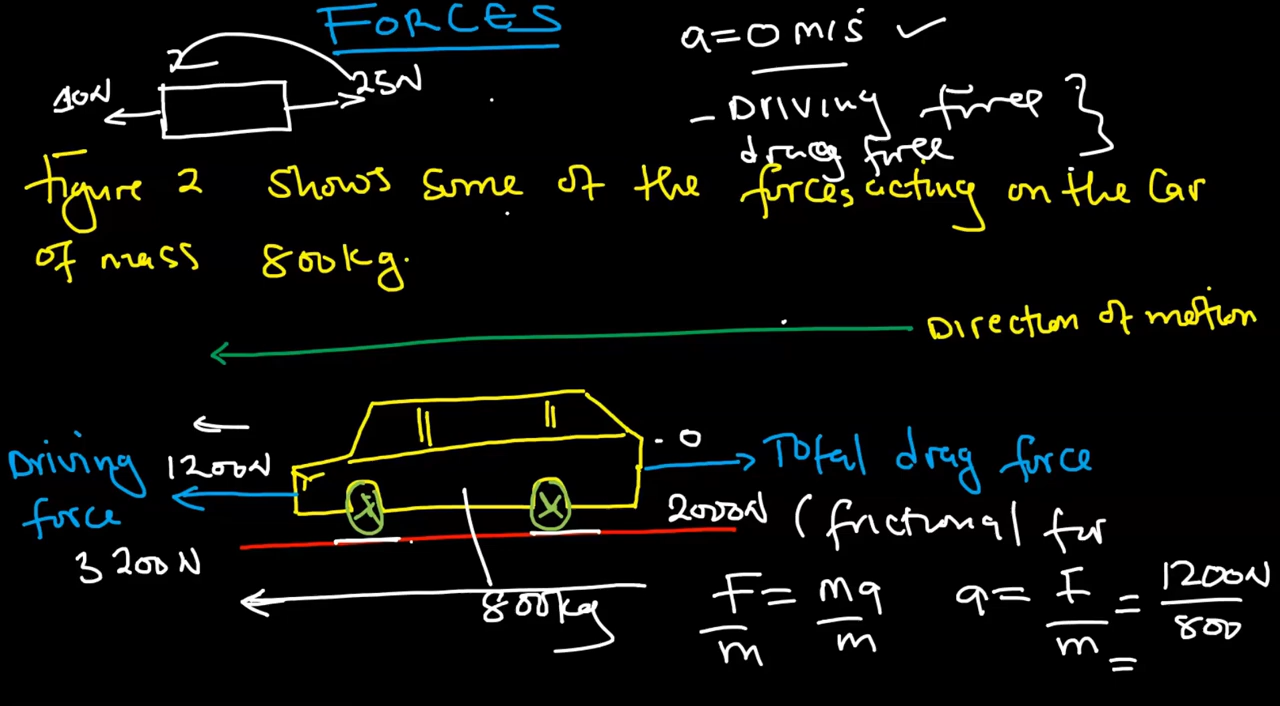 FORCES
a = 0 m/s ✓
10N
25N
- DRIVING force }
drag force
Figure 2 shows some of the forces acting on the car
of mass 800kg.
Direction of motion
Driving
force
1200N
3200N
- 0
Total drag force
2000N (frictional) for
800kg
F/m = ma/m
a = F/m = 1200N/800
=